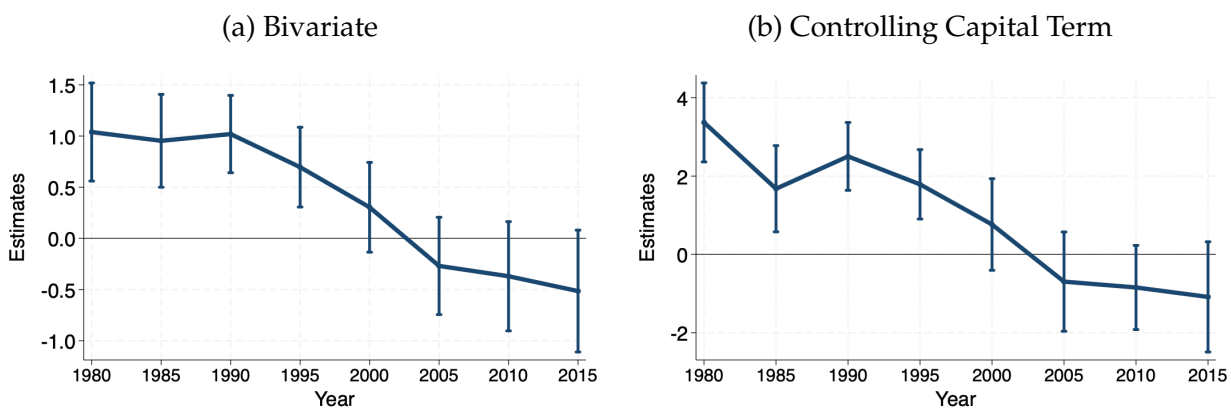 (a) Bivariate
1.5
1.0
0.5
0.0
-0.5
-1.0
Estimates
1980 1985 1990 1995 2000 2005 2010 2015
Year
(b) Controlling Capital Term
4
2
0
-2
Estimates
1980 1985 1990 1995 2000 2005 2010 2015
Year